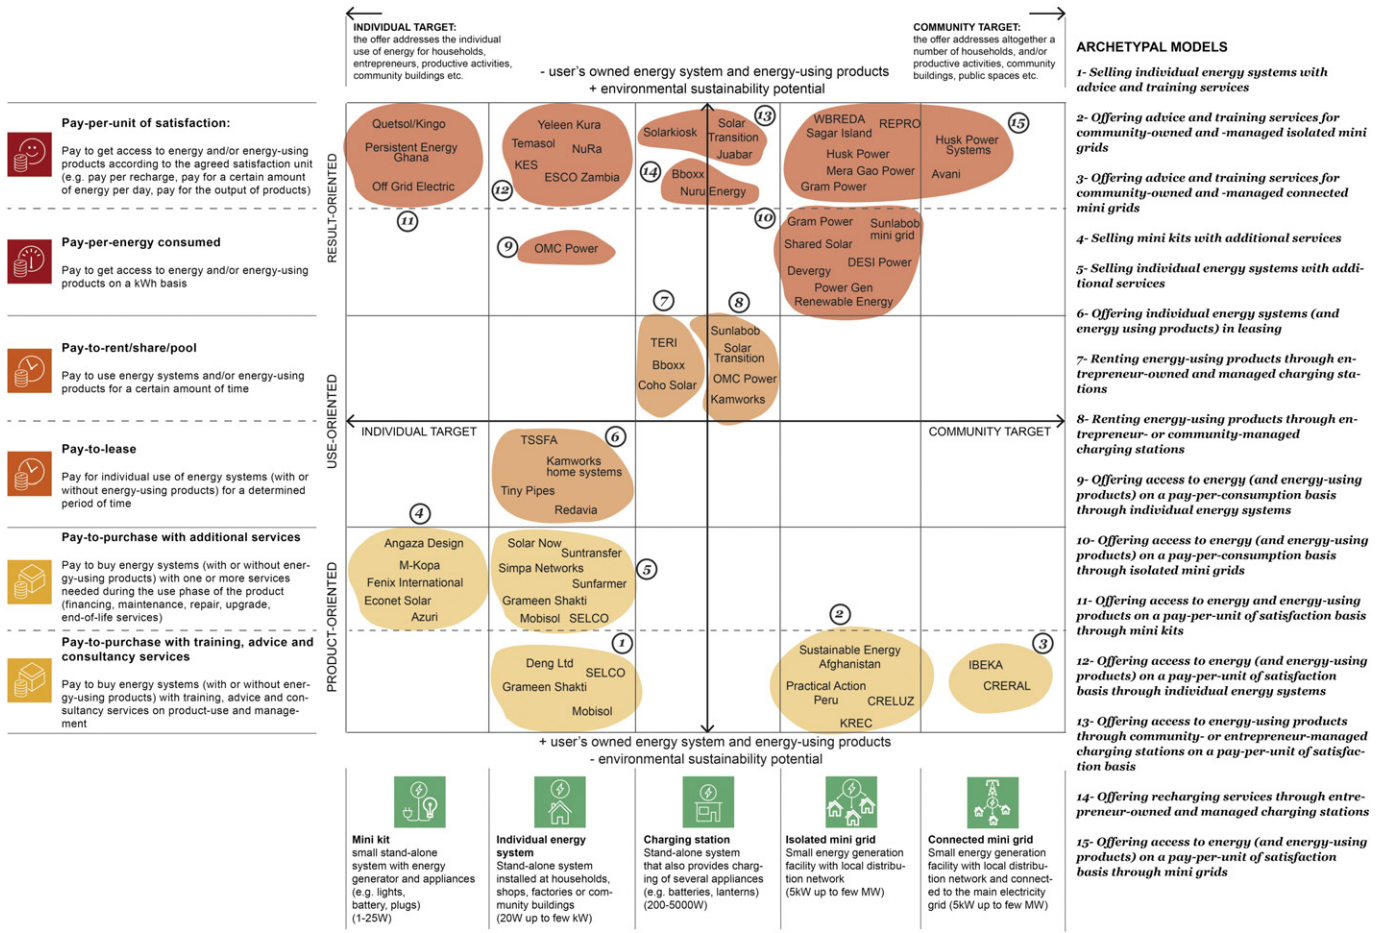 INDIVIDUAL TARGET:
the offer addresses the individual
use of energy for households,
entrepreneurs, productive activities,
community buildings etc.
COMMUNITY TARGET:
the offer addresses altogether a
number of households, and/or
productive activities, community
buildings, public spaces etc.
- user's owned energy system and energy-using products
+ environmental sustainability potential
Pay-per-unit of satisfaction:
Pay to get access to energy and/or energy-using
products according to the agreed satisfaction unit
(e.g. pay per recharge, pay for a certain amount
of energy per day, pay for the output of products)
Pay-per-energy consumed
Pay to get access to energy and/or energy-using
products on a kWh basis
Pay-to-rent/share/pool
Pay to use energy systems and/or energy-using
products for a certain amount of time
Pay-to-lease
Pay for individual use of energy systems (with or
without energy-using products) for a determined
period of time
Pay-to-purchase with additional services
Pay to buy energy systems (with or without ener-
gy-using products) with one or more services
needed during the use phase of the product
(financing, maintenance, repair, upgrade,
end-of-life services)
Pay-to-purchase with training, advice and
consultancy services
Pay to buy energy systems (with or without ener-
gy-using products) with training, advice and con-
sultancy services on product-use and manage-
ment
RESULT-ORIENTED
USE-ORIENTED
PRODUCT-ORIENTED
Quetsol/Kingo
Persistent Energy
Ghana
Off Grid Electric
11
Yeleen Kura
Temasol
NuRa
KES
ESCO Zambia
12
Solarkiosk
Solar
Transition
Juabar
13
14
Bboxx
Nuru Energy
WBREDA
Sagar Island
REPRO
Husk Power
Systems
Husk Power
Mera Gao Power
Gram Power
Avani
15
9
OMC Power
10
Gram Power
Sunlabob
mini grid
Shared Solar
DESI Power
Devergy
Power Gen
Renewable Energy
7
TERI
Bboxx
Coho Solar
8
Sunlabob
Solar
Transition
OMC Power
Kamworks
INDIVIDUAL TARGET
COMMUNITY TARGET
6
TSSFA
Kamworks
home systems
Tiny Pipes
Redavia
4
Angaza Design
M-Kopa
Fenix International
Econet Solar
Azuri
Solar Now
Suntransfer
Simpa Networks
Sunfarmer
Grameen Shakti
Mobisol
SELCO
5
1
Deng Ltd
SELCO
Grameen Shakti
Mobisol
2
Sustainable Energy
Afghanistan
Practical Action
Peru
CRELUZ
KREC
3
IBEKA
CRERAL
+ user's owned energy system and energy-using products
- environmental sustainability potential
Mini kit
small stand-alone
system with energy
generator and appliances
(e.g. lights,
battery, plugs)
(1-25W)
Individual energy
system
Stand-alone system
installed at households,
shops, factories or com-
munity buildings
(20W up to few kW)
Charging station
Stand-alone system
that also provides charg-
ing of several appliances
(e.g. batteries, lanterns)
(200-5000W)
Isolated mini grid
Small energy generation
facility with local distribu-
tion network
(5kW up to few MW)
Connected mini grid
Small energy generation
facility with local distribu-
tion network and connect-
ed to the main electricity
grid (5kW up to few MW)
ARCHETYPAL MODELS
1- Selling individual energy systems with
advice and training services
2- Offering advice and training services for
community-owned and -managed isolated mini
grids
3- Offering advice and training services for
community-owned and -managed connected
mini grids
4- Selling mini kits with additional services
5- Selling individual energy systems with addi-
tional services
6- Offering individual energy systems (and
energy using products) in leasing
7- Renting energy-using products through en-
trepreneur-owned and managed charging sta-
tions
8- Renting energy-using products through en-
trepreneur- or community-managed
charging stations
9- Offering access to energy (and energy-using
products) on a pay-per-consumption basis
through individual energy systems
10- Offering access to energy (and energy-using
products) on a pay-per-consumption basis
through isolated mini grids
11- Offering access to energy and energy-using
products on a pay-per-unit of satisfaction basis
through mini kits
12- Offering access to energy (and energy-using
products) on a pay-per-unit of satisfaction
basis through individual energy systems
13- Offering access to energy-using products
through community- or entrepreneur-managed
charging stations on a pay-per-unit of satisfac-
tion basis
14- Offering recharging services through entre-
preneur-owned and managed charging stations
15- Offering access to energy (and energy-using
products) on a pay-per-unit of satisfaction
basis through mini grids